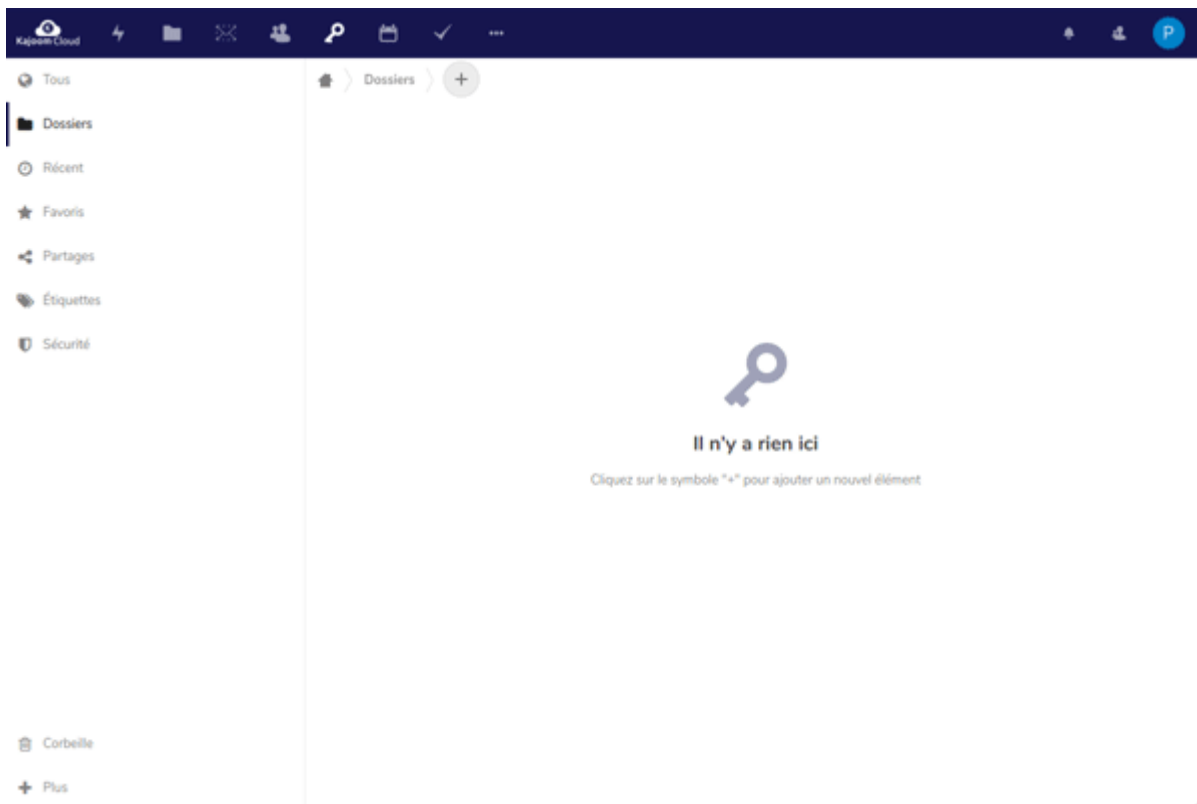 Kajoom Cloud
P
Tous
Dossiers
Récent
Favoris
Partages
Étiquettes
Sécurité
Corbeille
Plus
Dossiers
Il n'y a rien ici
Cliquez sur le symbole "+" pour ajouter un nouvel élément